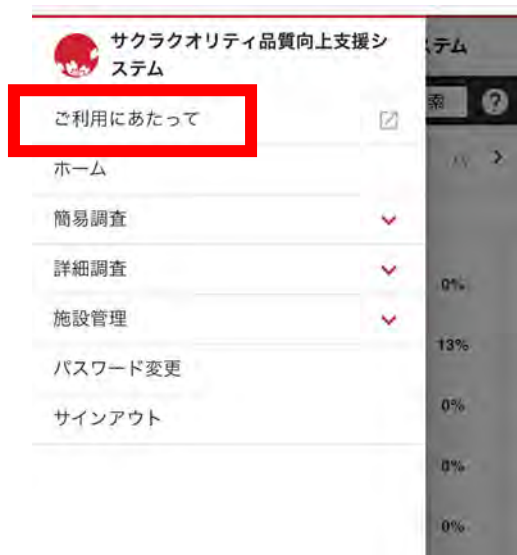 サクラクオリティ品質向上支援シ
ステム
ステム
ご利用にあたって
索 ?
ホーム
簡易調査
詳細調査
0%
施設管理
13%
パスワード変更
0%
サインアウト
0%
0%